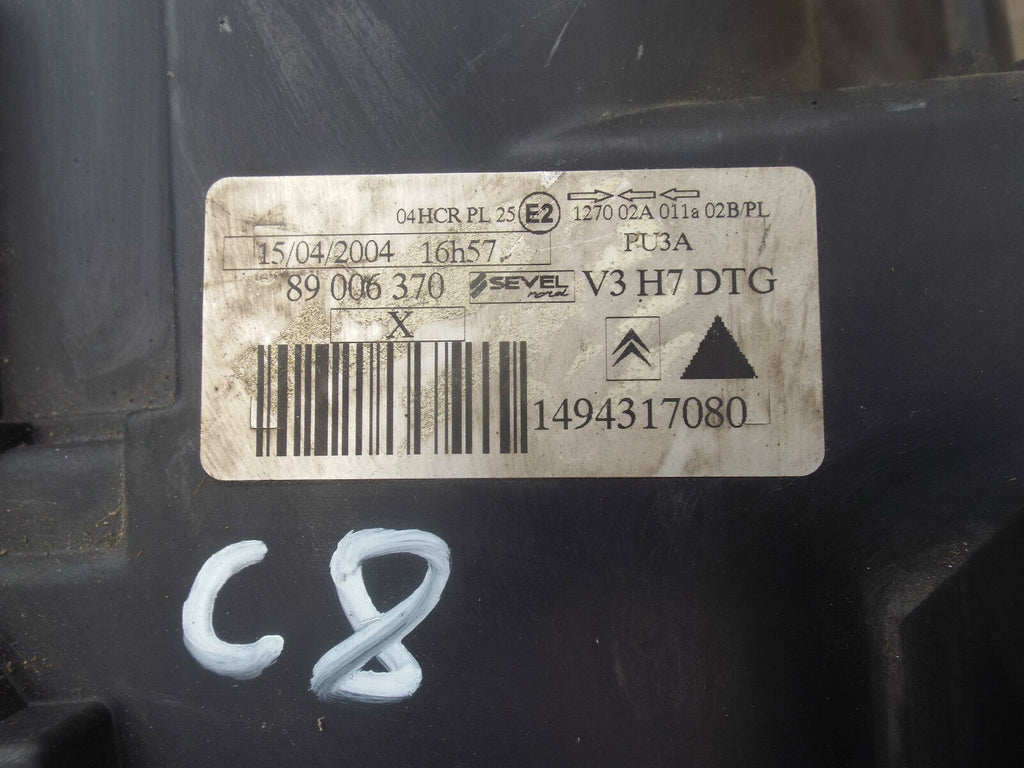 04HCR PL 25 E2 1270 02A 011a 02B/PL
15/04/2004 16h57 PU3A
89 006 370 SEVEL nord V3 H7 DTG
X
1494317080
C8